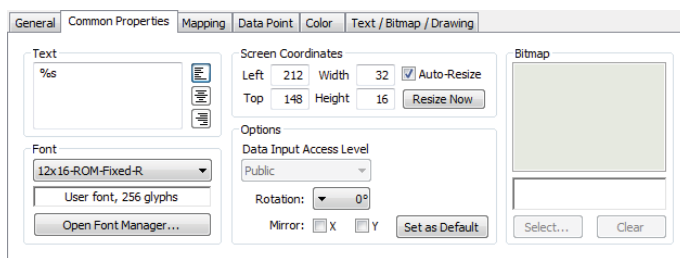 General Common Properties Mapping Data Point Color Text / Bitmap / Drawing
Text
%s
Font
12x16-ROM-Fixed-R
User font, 256 glyphs
Open Font Manager...
Screen Coordinates
Left 212 Width 32 Auto-Resize
Top 148 Height 16 Resize Now
Options
Data Input Access Level
Public
Rotation: 0°
Mirror: X Y Set as Default
Bitmap
Select... Clear